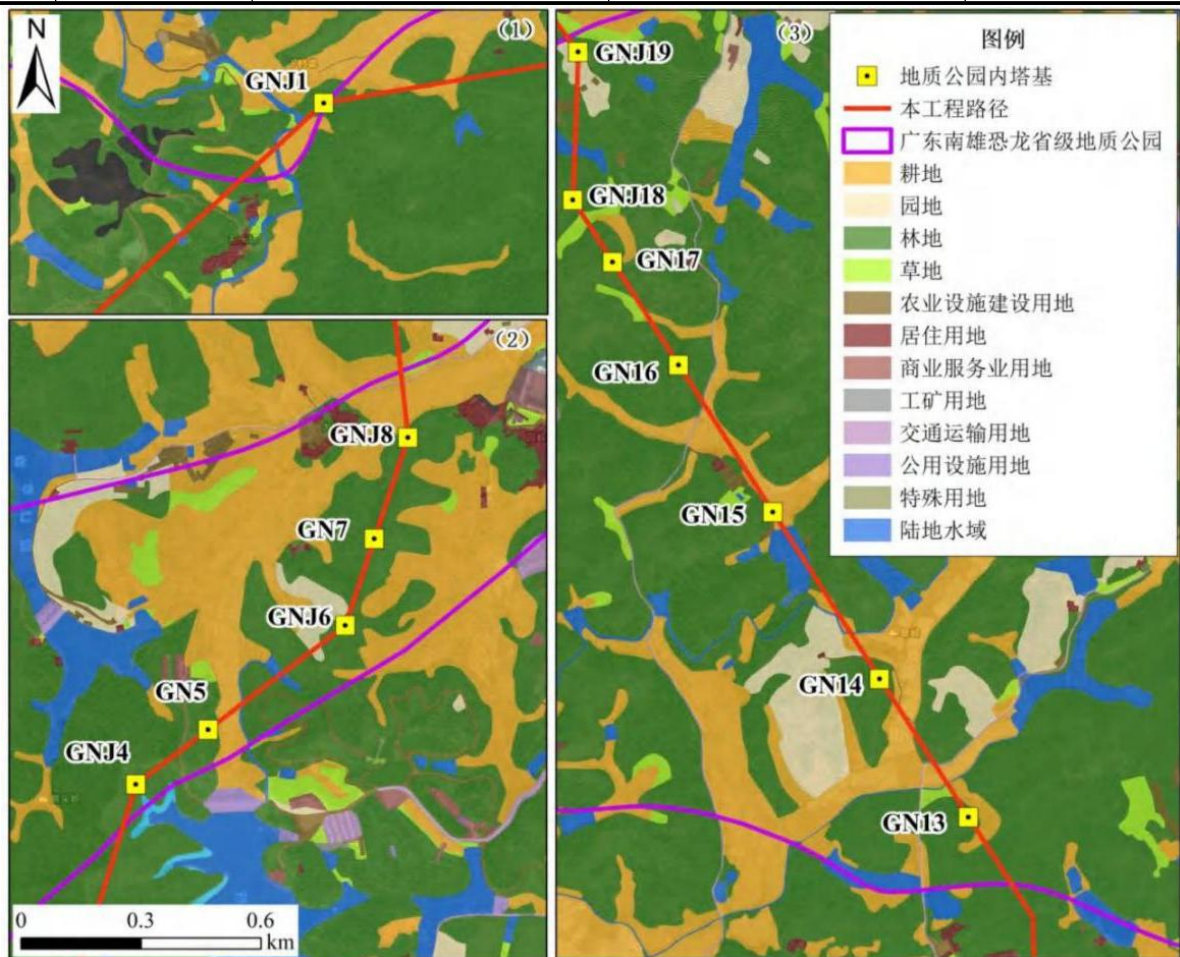 N
(1)
GNJ1
(2)
GNJ8
GN7
GNJ6
GN5
GNJ4
0 0.3 0.6
km
(3)
GNJ19
GNJ18
GN17
GN16
GN15
GN14
GN13
图例
地质公园内塔基
本工程路径
广东南雄恐龙省级地质公园
耕地
园地
林地
草地
农业设施建设用地
居住用地
商业服务业用地
工矿用地
交通运输用地
公用设施用地
特殊用地
陆地水域